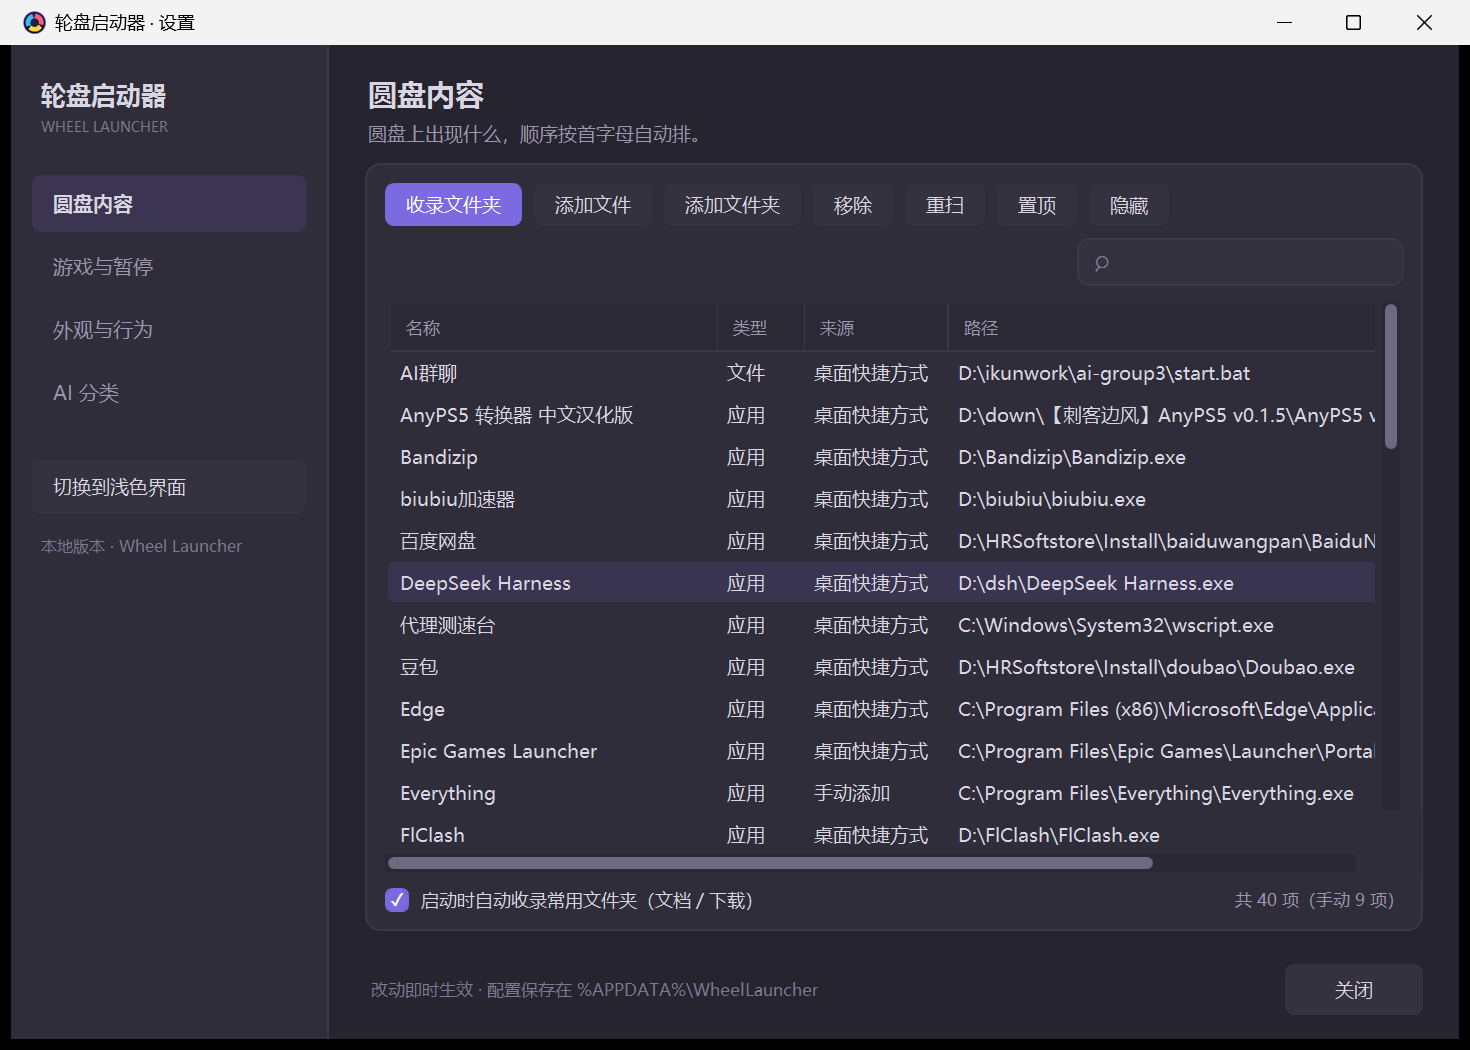 轮盘启动器 · 设置
轮盘启动器
WHEEL LAUNCHER
圆盘内容
游戏与暂停
外观与行为
AI 分类
切换到浅色界面
本地版本 · Wheel Launcher
圆盘内容
圆盘上出现什么，顺序按首字母自动排。
收录文件夹 添加文件 添加文件夹 移除 重扫 置顶 隐藏
名称 类型 来源 路径
AI群聊 文件 桌面快捷方式 D:\ikunwork\ai-group3\start.bat
AnyPS5 转换器 中文汉化版 应用 桌面快捷方式 D:\down\【刺客边风】AnyPS5 v0.1.5\AnyPS5 v
Bandizip 应用 桌面快捷方式 D:\Bandizip\Bandizip.exe
biubiu加速器 应用 桌面快捷方式 D:\biubiu\biubiu.exe
百度网盘 应用 桌面快捷方式 D:\HRSoftstore\Install\baiduwangpan\BaiduN
DeepSeek Harness 应用 桌面快捷方式 D:\dsh\DeepSeek Harness.exe
代理测速台 应用 桌面快捷方式 C:\Windows\System32\wscript.exe
豆包 应用 桌面快捷方式 D:\HRSoftstore\Install\doubao\Doubao.exe
Edge 应用 桌面快捷方式 C:\Program Files (x86)\Microsoft\Edge\Applica
Epic Games Launcher 应用 桌面快捷方式 C:\Program Files\Epic Games\Launcher\Portal
Everything 应用 手动添加 C:\Program Files\Everything\Everything.exe
FlClash 应用 桌面快捷方式 D:\FlClash\FlClash.exe
启动时自动收录常用文件夹（文档 / 下载）
共 40 项（手动 9 项）
改动即时生效 · 配置保存在 %APPDATA%\WheelLauncher
关闭